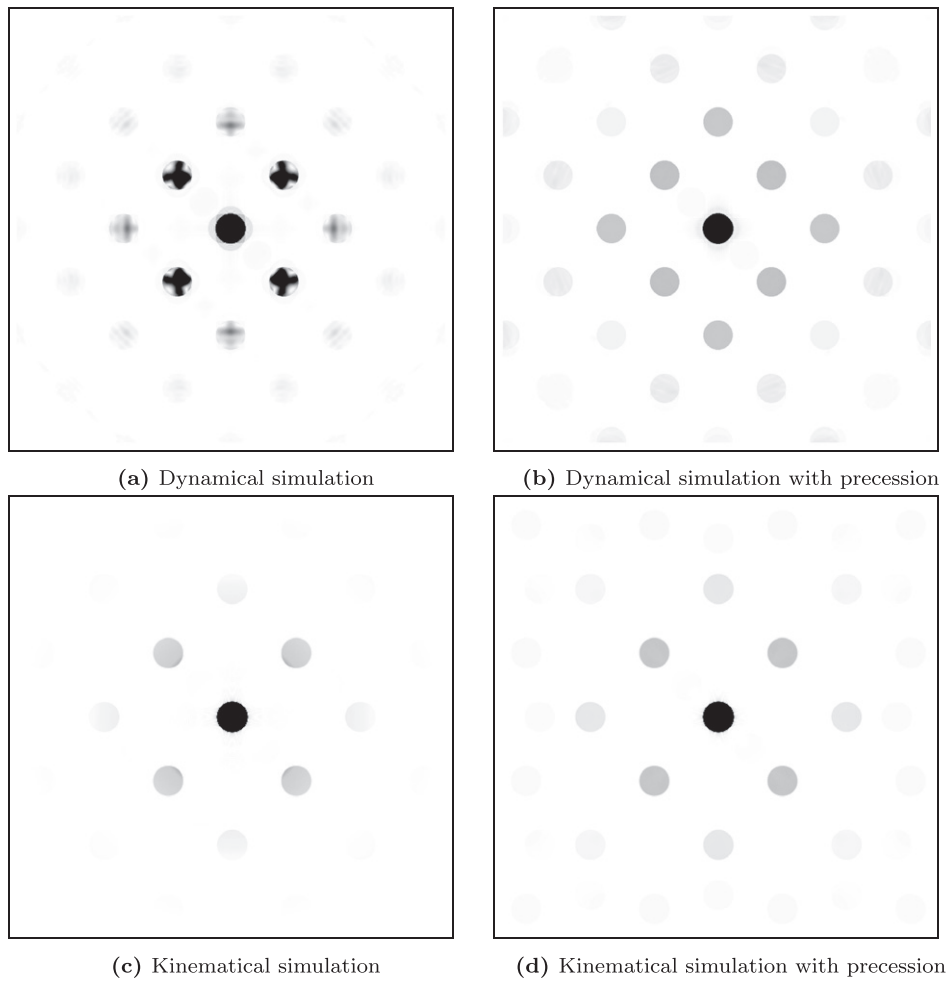 (a) Dynamical simulation
(b) Dynamical simulation with precession
(c) Kinematical simulation
(d) Kinematical simulation with precession